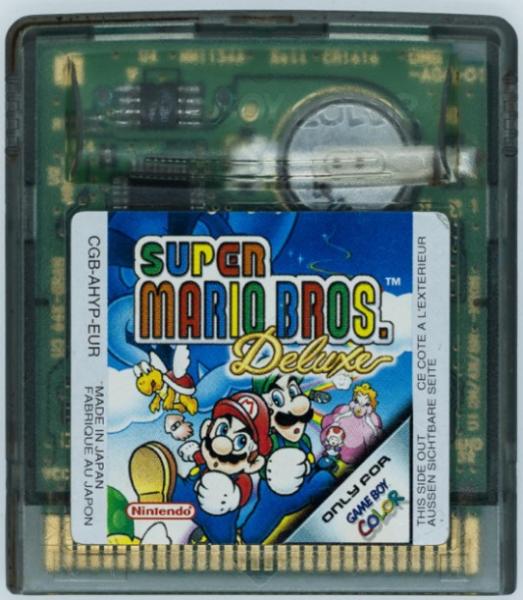 SUPER
MARIO BROS.™
Deluxe
CGB-AHYP-EUR
MADE IN JAPAN
FABRIQUE AU JAPON
THIS SIDE OUT
AUSSEN SICHTBARE SEITE
CE COTE A L'EXTERIEUR
Nintendo
ONLY FOR
GAME BOY
COLOR